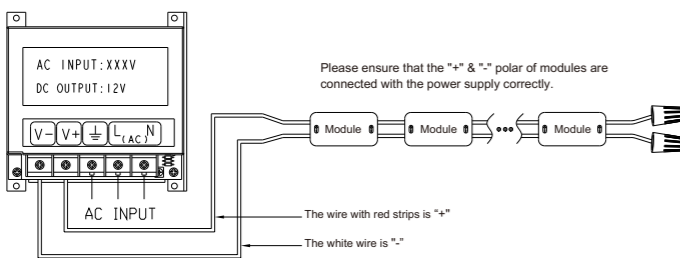 AC INPUT:XXXV
DC OUTPUT:12V
V- V+ L(AC)N
AC INPUT
Please ensure that the "+" & "-" polar of modules are
connected with the power supply correctly.
Module Module Module
The wire with red strips is "+"
The white wire is "-"